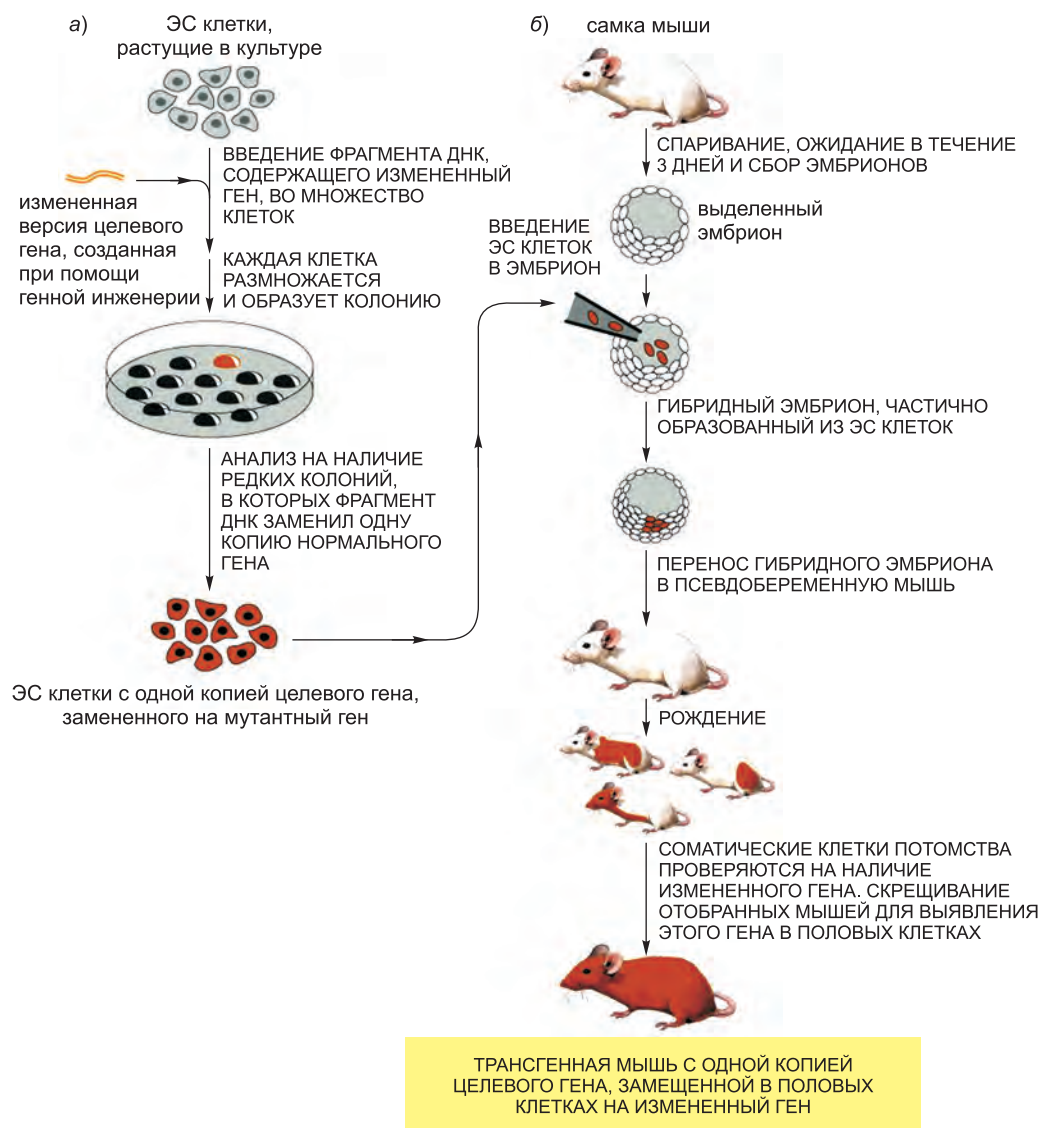 а)
ЭС клетки,
растущие в культуре
ВВЕДЕНИЕ ФРАГМЕНТА ДНК,
СОДЕРЖАЩЕГО ИЗМЕНЕННЫЙ
ГЕН, ВО МНОЖЕСТВО
КЛЕТОК
измененная
версия целевого
гена, созданная
при помощи
генной инженерии
КАЖДАЯ КЛЕТКА
РАЗМНОЖАЕТСЯ
И ОБРАЗУЕТ КОЛОНИЮ
АНАЛИЗ НА НАЛИЧИЕ
РЕДКИХ КОЛОНИЙ,
В КОТОРЫХ ФРАГМЕНТ
ДНК ЗАМЕНИЛ ОДНУ
КОПИЮ НОРМАЛЬНОГО
ГЕНА
ЭС клетки с одной копией целевого гена,
замененного на мутантный ген
б)
самка мыши
СПАРИВАНИЕ, ОЖИДАНИЕ В ТЕЧЕНИЕ
3 ДНЕЙ И СБОР ЭМБРИОНОВ
выделенный
эмбрион
ВВЕДЕНИЕ
ЭС КЛЕТОК
В ЭМБРИОН
ГИБРИДНЫЙ ЭМБРИОН, ЧАСТИЧНО
ОБРАЗОВАННЫЙ ИЗ ЭС КЛЕТОК
ПЕРЕНОС ГИБРИДНОГО ЭМБРИОНА
В ПСЕВДОБЕРЕМЕННУЮ МЫШЬ
РОЖДЕНИЕ
СОМАТИЧЕСКИЕ КЛЕТКИ ПОТОМСТВА
ПРОВЕРЯЮТСЯ НА НАЛИЧИЕ
ИЗМЕНЕННОГО ГЕНА. СКРЕЩИВАНИЕ
ОТОБРАННЫХ МЫШЕЙ ДЛЯ ВЫЯВЛЕНИЯ
ЭТОГО ГЕНА В ПОЛОВЫХ КЛЕТКАХ
ТРАНСГЕННАЯ МЫШЬ С ОДНОЙ КОПИЕЙ
ЦЕЛЕВОГО ГЕНА, ЗАМЕЩЕННОЙ В ПОЛОВЫХ
КЛЕТКАХ НА ИЗМЕНЕННЫЙ ГЕН